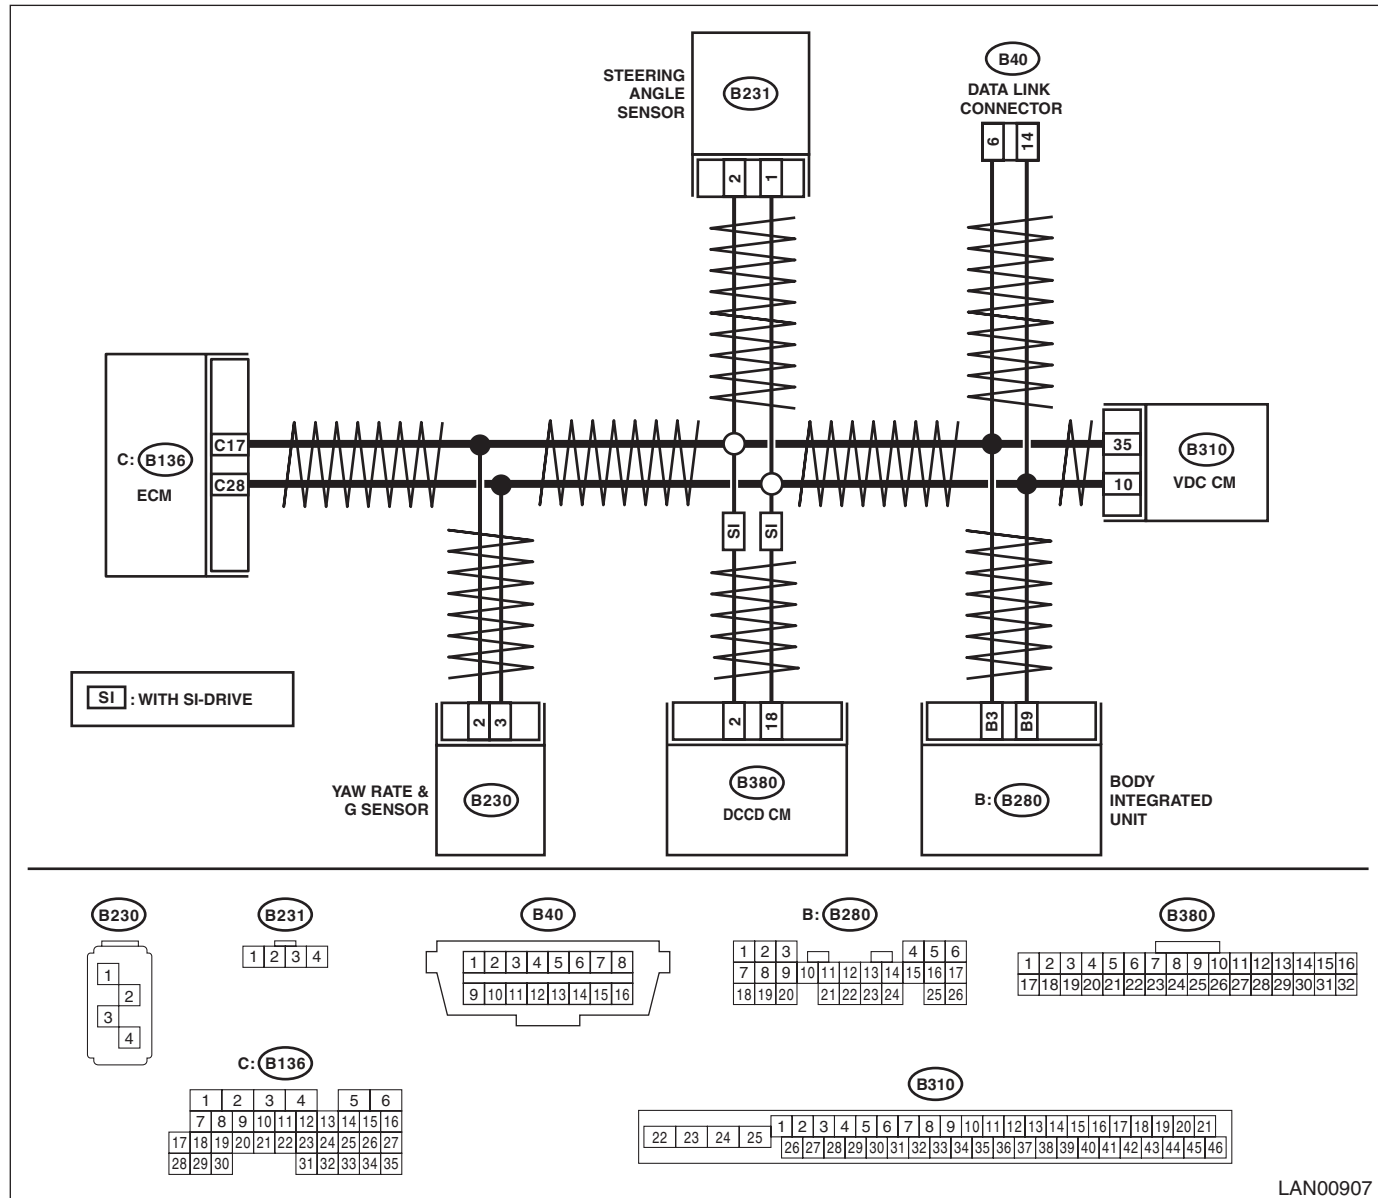 STEERING
ANGLE
SENSOR
B231
B40
DATA LINK
CONNECTOR
6 14
2 1
C: B136
ECM
C17
C28
35
10
B310
VDC CM
SI SI
SI : WITH SI-DRIVE
2 3
2 18
B3 B9
YAW RATE &
G SENSOR
B230
B380
DCCD CM
B: B280
BODY
INTEGRATED
UNIT
B230
1
2
3
4
B231
1 2 3 4
B40
1 2 3 4 5 6 7 8
9 10 11 12 13 14 15 16
B: B280
1 2 3 4 5 6
7 8 9 10 11 12 13 14 15 16 17
18 19 20 21 22 23 24 25 26
B380
1 2 3 4 5 6 7 8 9 10 11 12 13 14 15 16
17 18 19 20 21 22 23 24 25 26 27 28 29 30 31 32
C: B136
1 2 3 4 5 6
7 8 9 10 11 12 13 14 15 16
17 18 19 20 21 22 23 24 25 26 27
28 29 30 31 32 33 34 35
B310
1 2 3 4 5 6 7 8 9 10 11 12 13 14 15 16 17 18 19 20 21
22 23 24 25
26 27 28 29 30 31 32 33 34 35 36 37 38 39 40 41 42 43 44 45 46
LAN00907